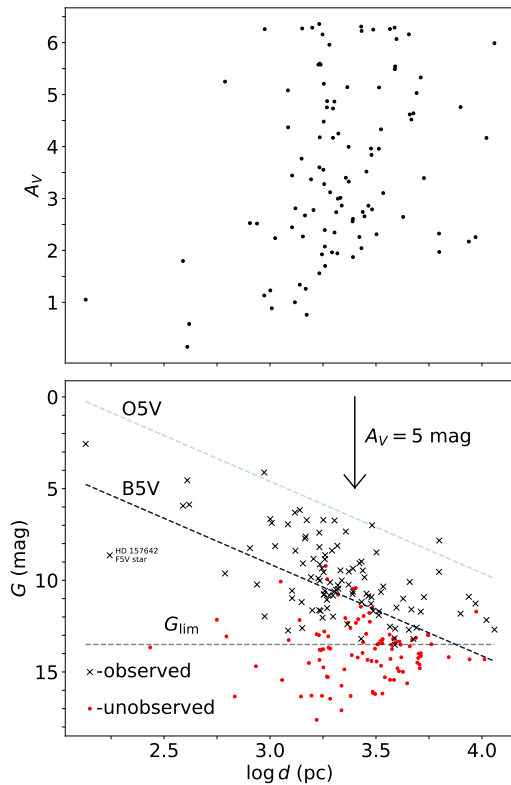 6
5
4
3
2
1
A_V
0
5
10
15
G (mag)
O5V
B5V
A_V = 5 mag
HD 157642
F5V star
G_lim
×-observed
•-unobserved
2.5 3.0 3.5 4.0
log d (pc)